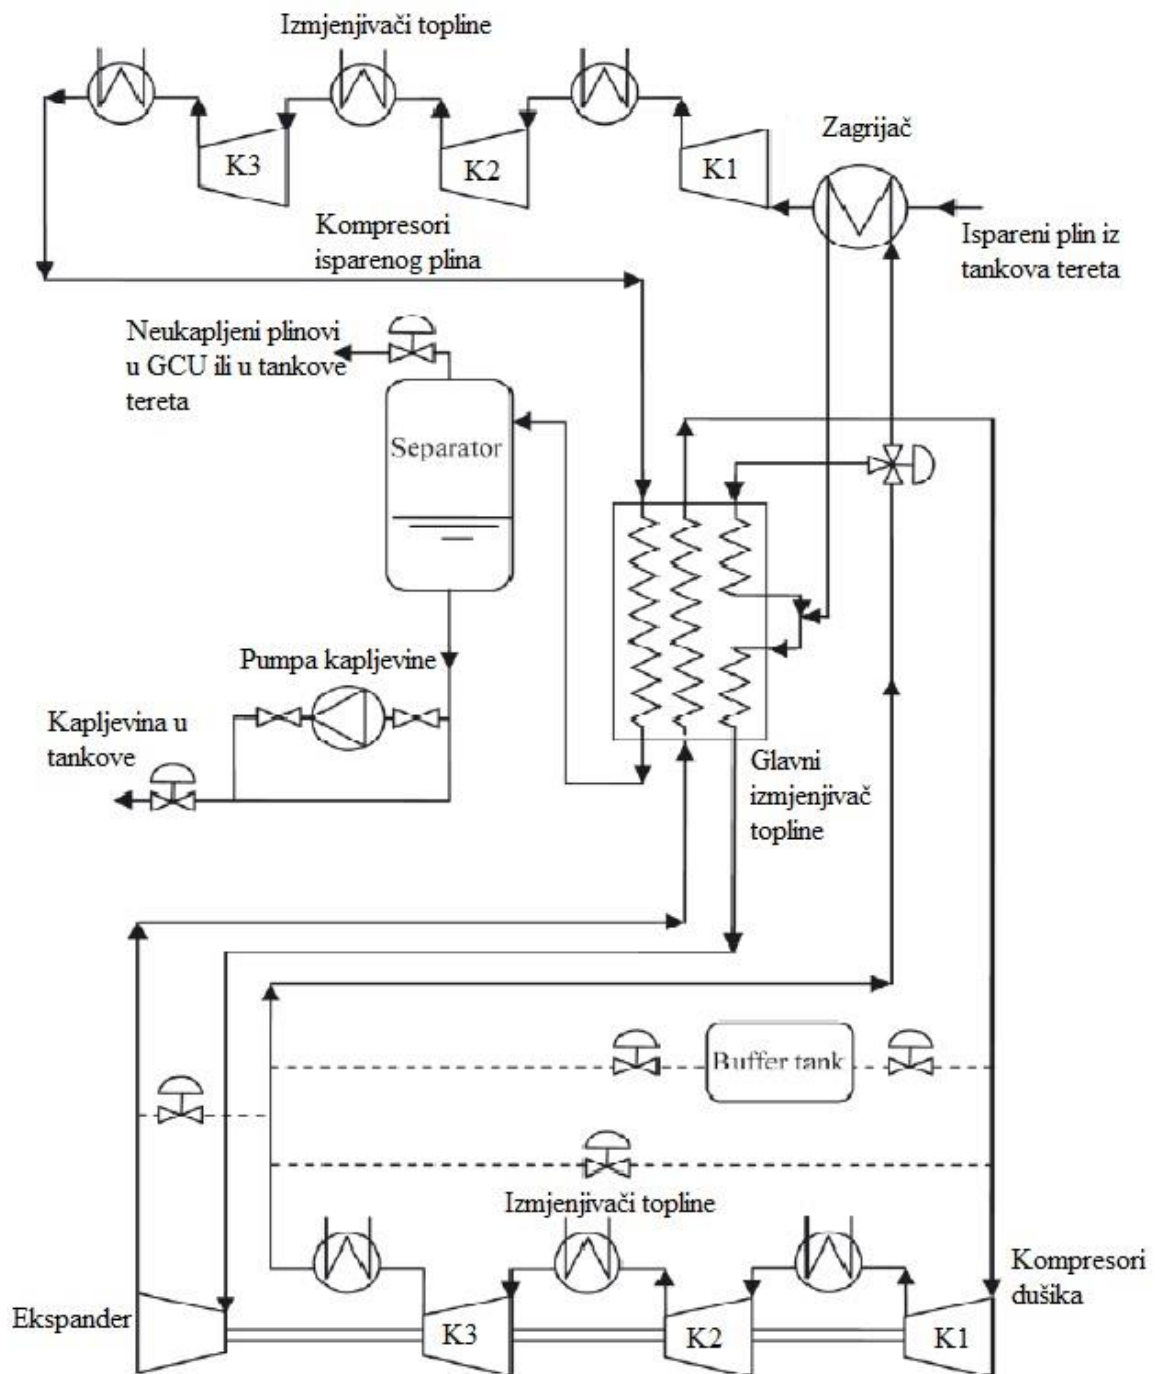 Izmjenjivači topline
Zagrijač
K3
K2
K1
Kompresori
isparenog plina
Ispareni plin iz
tankova tereta
Neukapljeni plinovi
u GCU ili u tankove
tereta
Separator
Pumpa kapljevine
Kapljevina u
tankove
Glavni
izmjenjivač
topline
Buffer tank
Izmjenjivači topline
Kompresori
dušika
Ekspander
K3
K2
K1